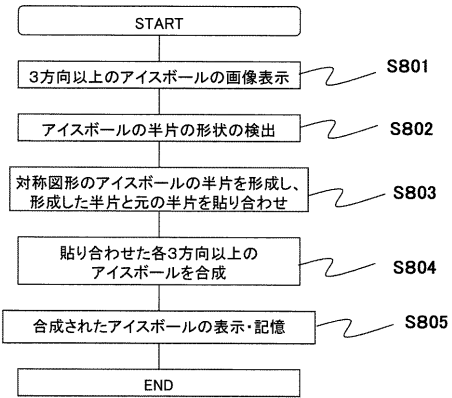 START
3方向以上のアイスボールの画像表示
S801
アイスボールの半片の形状の検出
S802
対称図形のアイスボールの半片を形成し、
形成した半片と元の半片を貼り合わせ
S803
貼り合わせた各3方向以上の
アイスボールを合成
S804
合成されたアイスボールの表示・記憶
S805
END